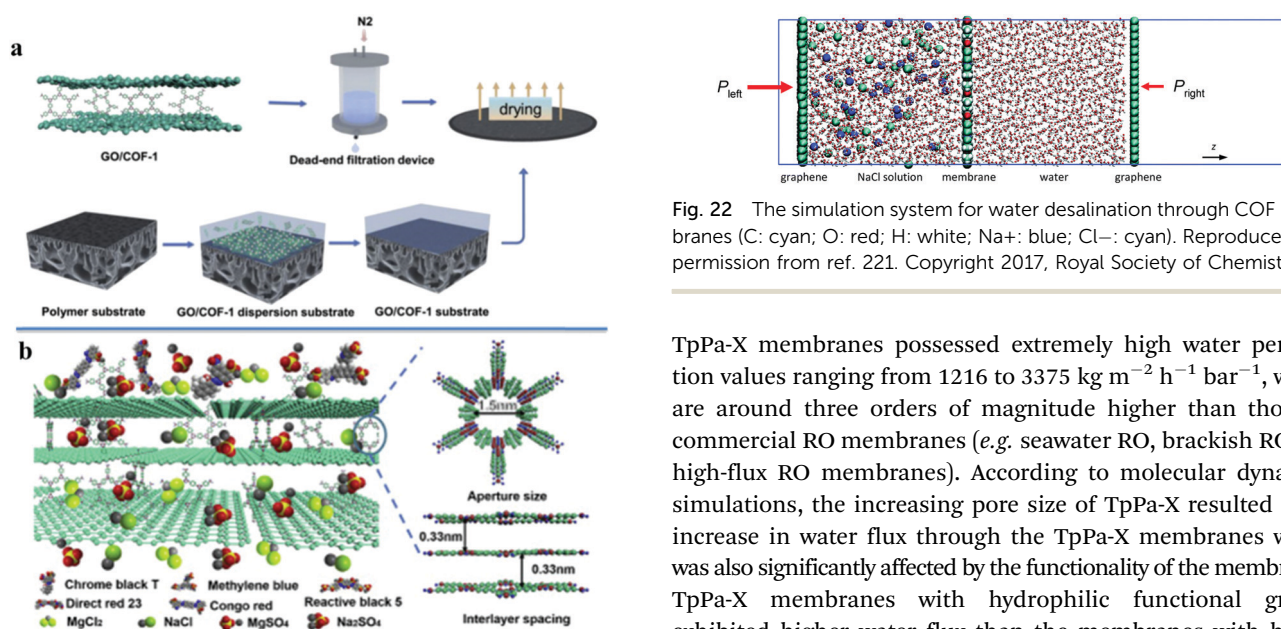 a
N2
GO/COF-1
Dead-end filtration device
drying
Polymer substrate
GO/COF-1 dispersion substrate
GO/COF-1 substrate
b
1.5nm
Aperture size
0.33nm
0.33nm
Interlayer spacing
Chrome black T
Methylene blue
Direct red 23
Congo red
Reactive black 5
MgCl₂
NaCl
MgSO₄
Na₂SO₄
P_left
P_right
z
graphene
NaCl solution
membrane
water
graphene
Fig. 22 The simulation system for water desalination through COF
branes (C: cyan; O: red; H: white; Na+: blue; Cl−: cyan). Reproduce
permission from ref. 221. Copyright 2017, Royal Society of Chemist
TpPa-X membranes possessed extremely high water per
tion values ranging from 1216 to 3375 kg m⁻² h⁻¹ bar⁻¹, w
are around three orders of magnitude higher than tho
commercial RO membranes (e.g. seawater RO, brackish RO
high-flux RO membranes). According to molecular dyna
simulations, the increasing pore size of TpPa-X resulted
increase in water flux through the TpPa-X membranes w
was also significantly affected by the functionality of the membr
TpPa-X membranes with hydrophilic functional gr